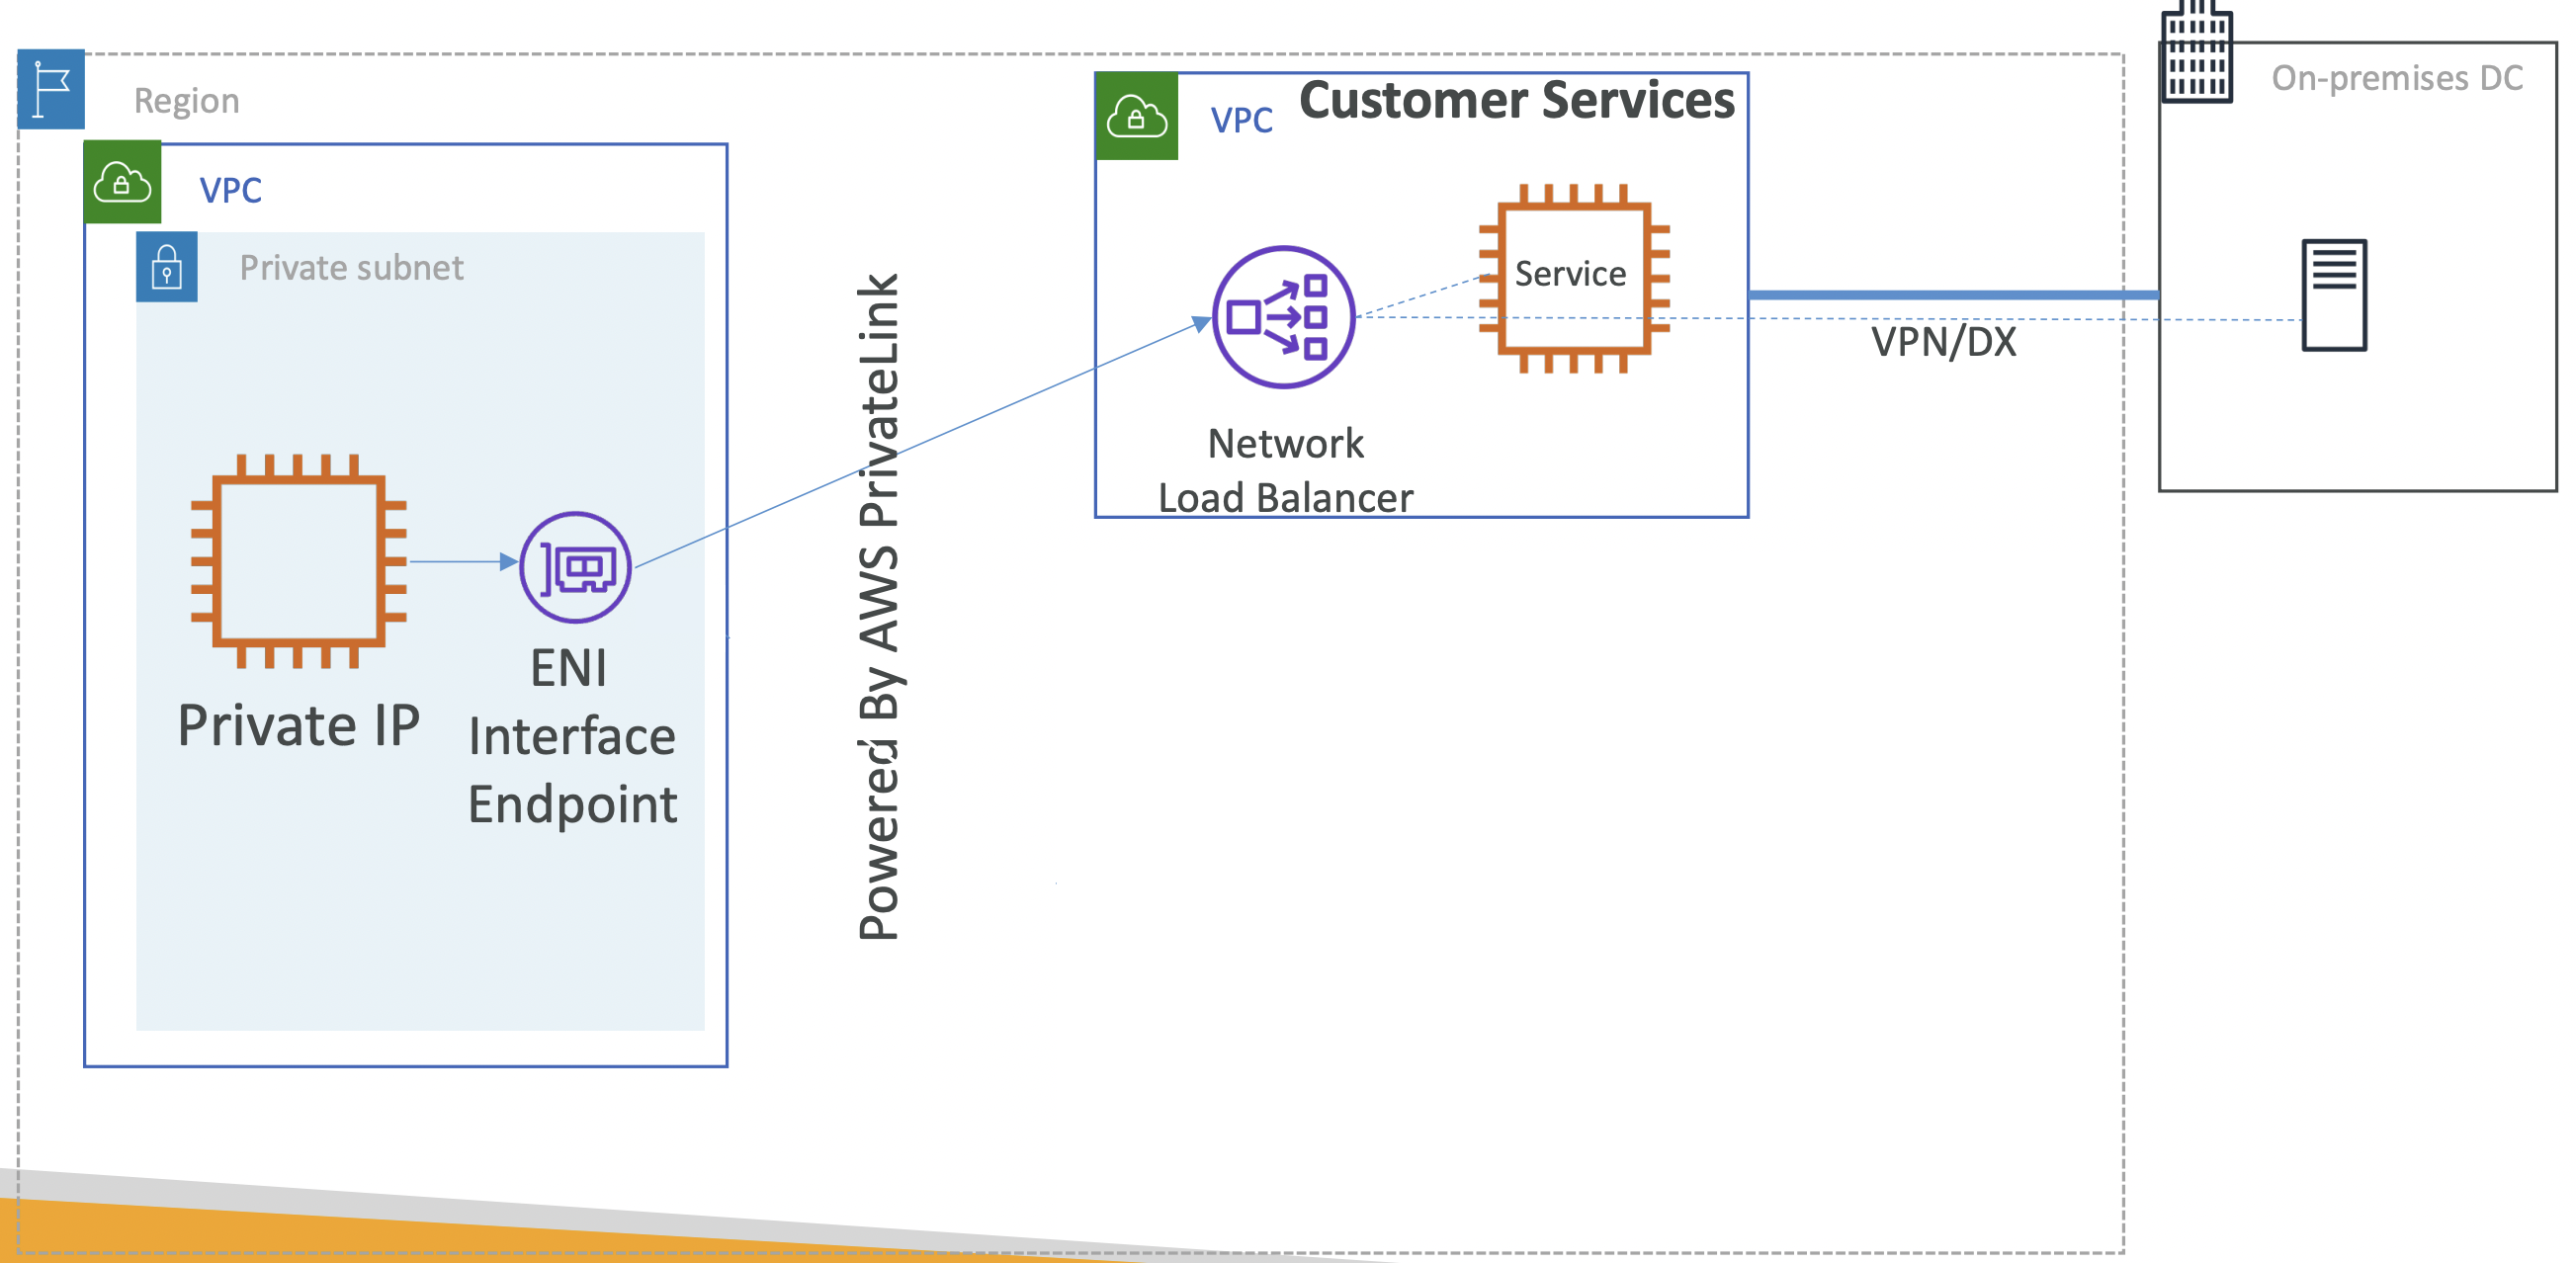 Region
VPC
Private subnet
Private IP
ENI
Interface
Endpoint
Powered By AWS PrivateLink
VPC
Customer Services
Service
Network
Load Balancer
VPN/DX
On-premises DC